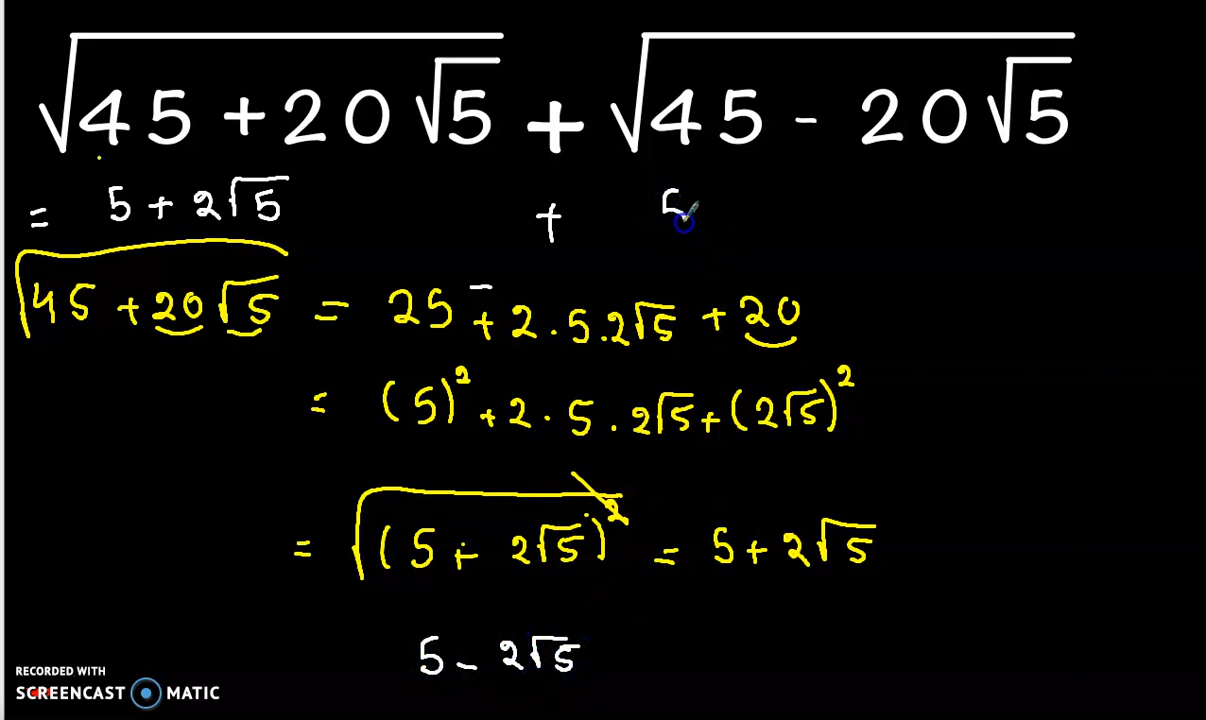 √(45 + 20√5) + √(45 - 20√5)
= 5 + 2√5 + 5
√(45 + 20√5) = 25 ∓ 2 · 5 . 2√5 + 20
= (5)² + 2 · 5 . 2√5 + (2√5)²
= √(5 + 2√5)² = 5 + 2√5
5 - 2√5
RECORDED WITH
SCREENCAST MATIC